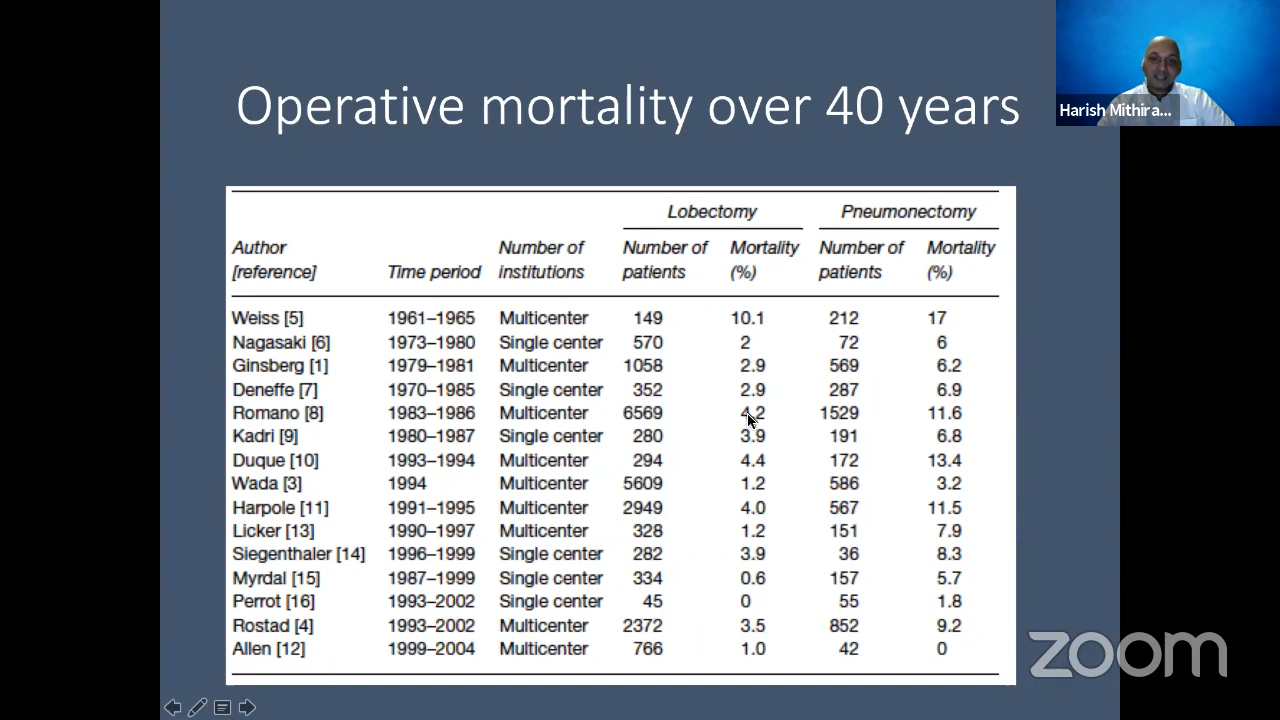 Operative mortality over 40 years
Harish Mithira...
Lobectomy Pneumonectomy
Author Number of Number of Mortality Number of Mortality
[reference] Time period institutions patients (%) patients (%)
Weiss [5] 1961–1965 Multicenter 149 10.1 212 17
Nagasaki [6] 1973–1980 Single center 570 2 72 6
Ginsberg [1] 1979–1981 Multicenter 1058 2.9 569 6.2
Deneffe [7] 1970–1985 Single center 352 2.9 287 6.9
Romano [8] 1983–1986 Multicenter 6569 4.2 1529 11.6
Kadri [9] 1980–1987 Single center 280 3.9 191 6.8
Duque [10] 1993–1994 Multicenter 294 4.4 172 13.4
Wada [3] 1994 Multicenter 5609 1.2 586 3.2
Harpole [11] 1991–1995 Multicenter 2949 4.0 567 11.5
Licker [13] 1990–1997 Multicenter 328 1.2 151 7.9
Siegenthaler [14] 1996–1999 Single center 282 3.9 36 8.3
Myrdal [15] 1987–1999 Single center 334 0.6 157 5.7
Perrot [16] 1993–2002 Single center 45 0 55 1.8
Rostad [4] 1993–2002 Multicenter 2372 3.5 852 9.2
Allen [12] 1999–2004 Multicenter 766 1.0 42 0
zoom